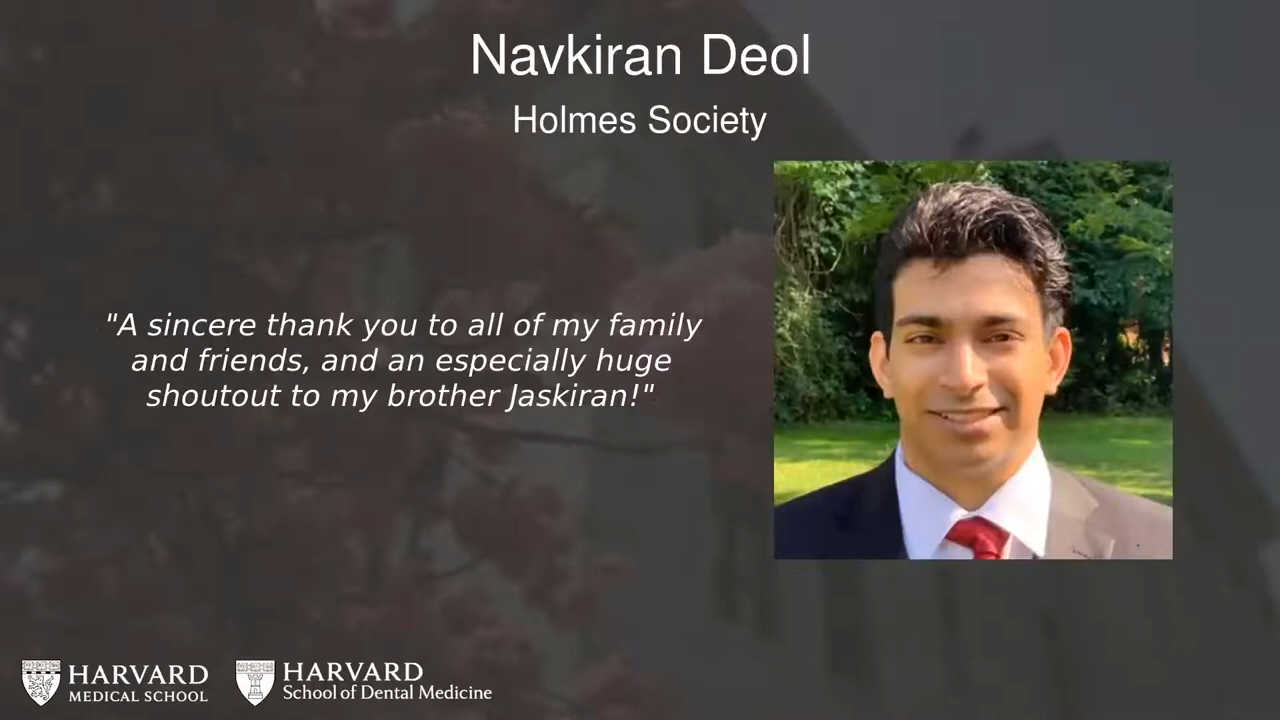 Navkiran Deol
Holmes Society
"A sincere thank you to all of my family
and friends, and an especially huge
shoutout to my brother Jaskiran!"
HARVARD
MEDICAL SCHOOL
HARVARD
School of Dental Medicine